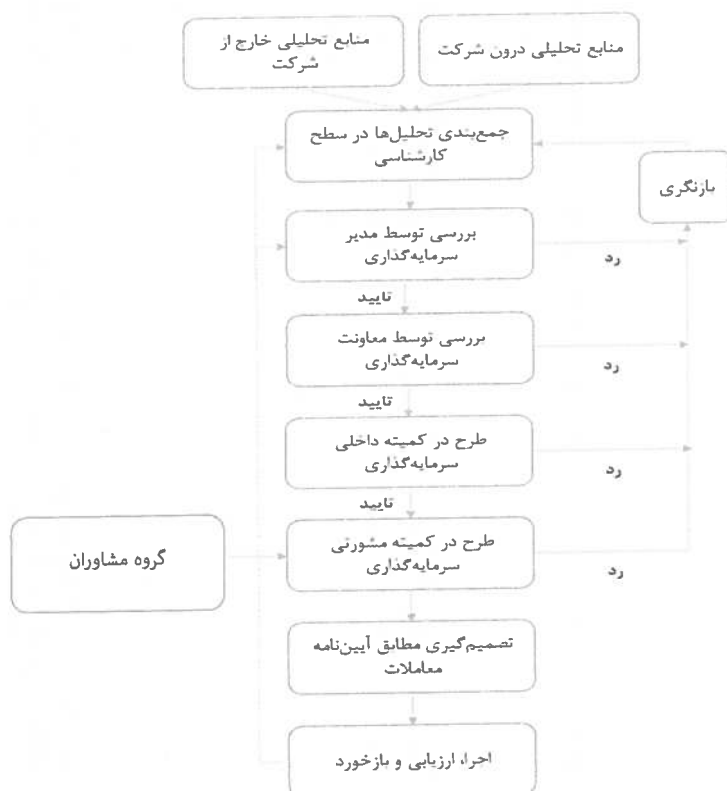 منابع تحلیلی درون شرکت
منابع تحلیلی خارج از
شرکت
جمع‌بندی تحلیل‌ها در سطح
کارشناسی
بازنگری
بررسی توسط مدیر
سرمایه‌گذاری
رد
تایید
بررسی توسط معاونت
سرمایه‌گذاری
رد
تایید
طرح در کمیته داخلی
سرمایه‌گذاری
رد
تایید
طرح در کمیته مشورتی
سرمایه‌گذاری
رد
گروه مشاوران
تصمیم‌گیری مطابق آیین‌نامه
معاملات
اجرا، ارزیابی و بازخورد